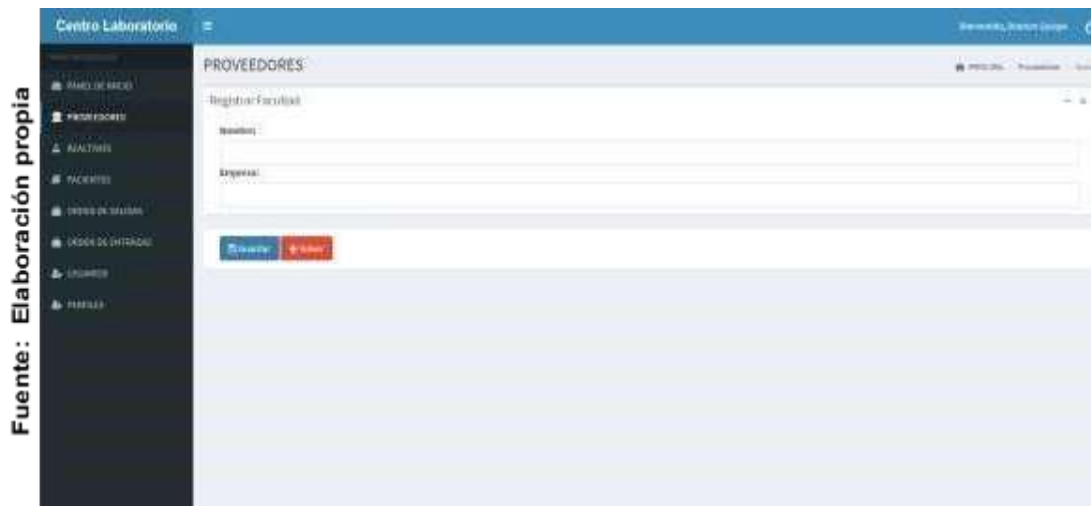 Centro Laboratorio
PROVEEDORES
Registrar Facultad
Nombre:
Empresa:
Guardar
Volver
PANEL DE INICIO
PROVEEDORES
REACTIVOS
PACIENTES
ORDEN DE SALIDAS
ORDEN DE ENTRADAS
USUARIOS
PERFILES
Fuente: Elaboración propia